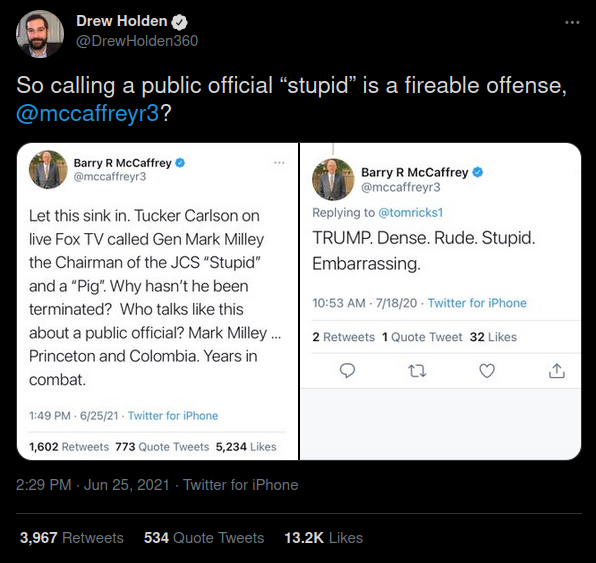 Drew Holden
@DrewHolden360
So calling a public official “stupid” is a fireable offense,
@mccaffreyr3?
Barry R McCaffrey
@mccaffreyr3
Let this sink in. Tucker Carlson on
live Fox TV called Gen Mark Milley
the Chairman of the JCS “Stupid”
and a “Pig”. Why hasn’t he been
terminated?  Who talks like this
about a public official? Mark Milley ...
Princeton and Colombia. Years in
combat.
1:49 PM · 6/25/21 · Twitter for iPhone
1,602 Retweets  773 Quote Tweets  5,234 Likes
Barry R McCaffrey
@mccaffreyr3
Replying to @tomricks1
TRUMP. Dense. Rude. Stupid.
Embarrassing.
10:53 AM · 7/18/20 · Twitter for iPhone
2 Retweets  1 Quote Tweet  32 Likes
2:29 PM · Jun 25, 2021 · Twitter for iPhone
3,967 Retweets  534 Quote Tweets  13.2K Likes